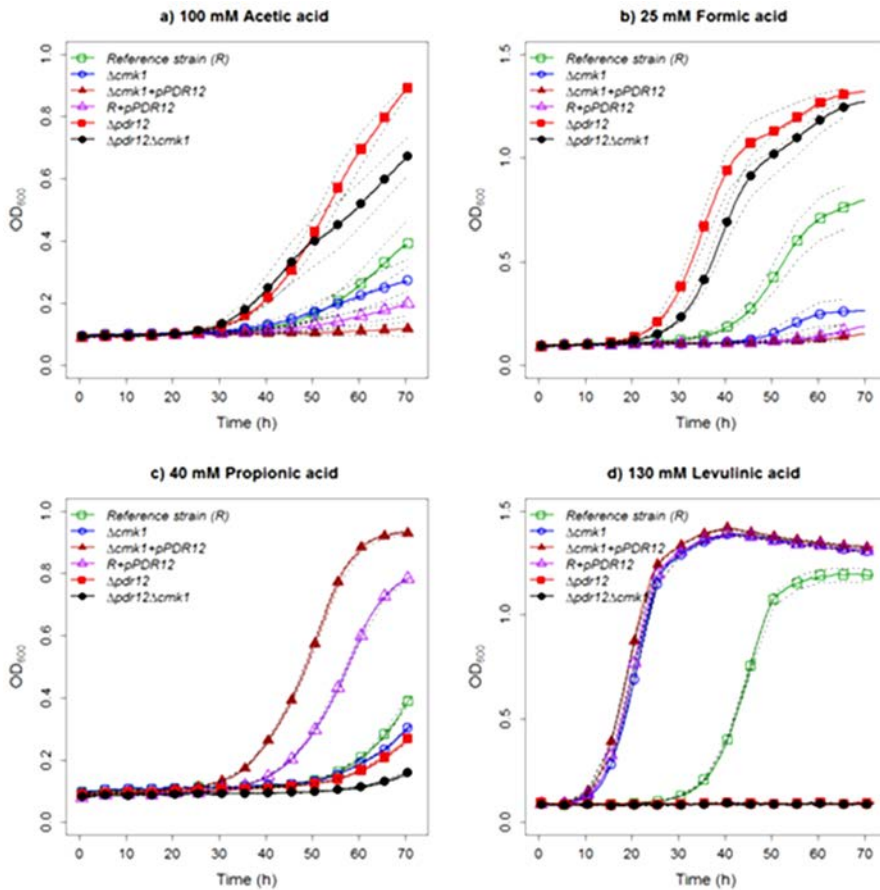 a) 100 mM Acetic acid
Reference strain (R)
Δcmk1
Δcmk1+pPDR12
R+pPDR12
Δpdr12
Δpdr12Δcmk1
OD600
0.0 0.2 0.4 0.6 0.8 1.0
0 10 20 30 40 50 60 70
Time (h)
b) 25 mM Formic acid
Reference strain (R)
Δcmk1
Δcmk1+pPDR12
R+pPDR12
Δpdr12
Δpdr12Δcmk1
OD600
0.0 0.5 1.0 1.5
0 10 20 30 40 50 60 70
Time (h)
c) 40 mM Propionic acid
Reference strain (R)
Δcmk1
Δcmk1+pPDR12
R+pPDR12
Δpdr12
Δpdr12Δcmk1
OD600
0.0 0.2 0.4 0.6 0.8 1.0
0 10 20 30 40 50 60 70
Time (h)
d) 130 mM Levulinic acid
Reference strain (R)
Δcmk1
Δcmk1+pPDR12
R+pPDR12
Δpdr12
Δpdr12Δcmk1
OD600
0.0 0.5 1.0 1.5
0 10 20 30 40 50 60 70
Time (h)